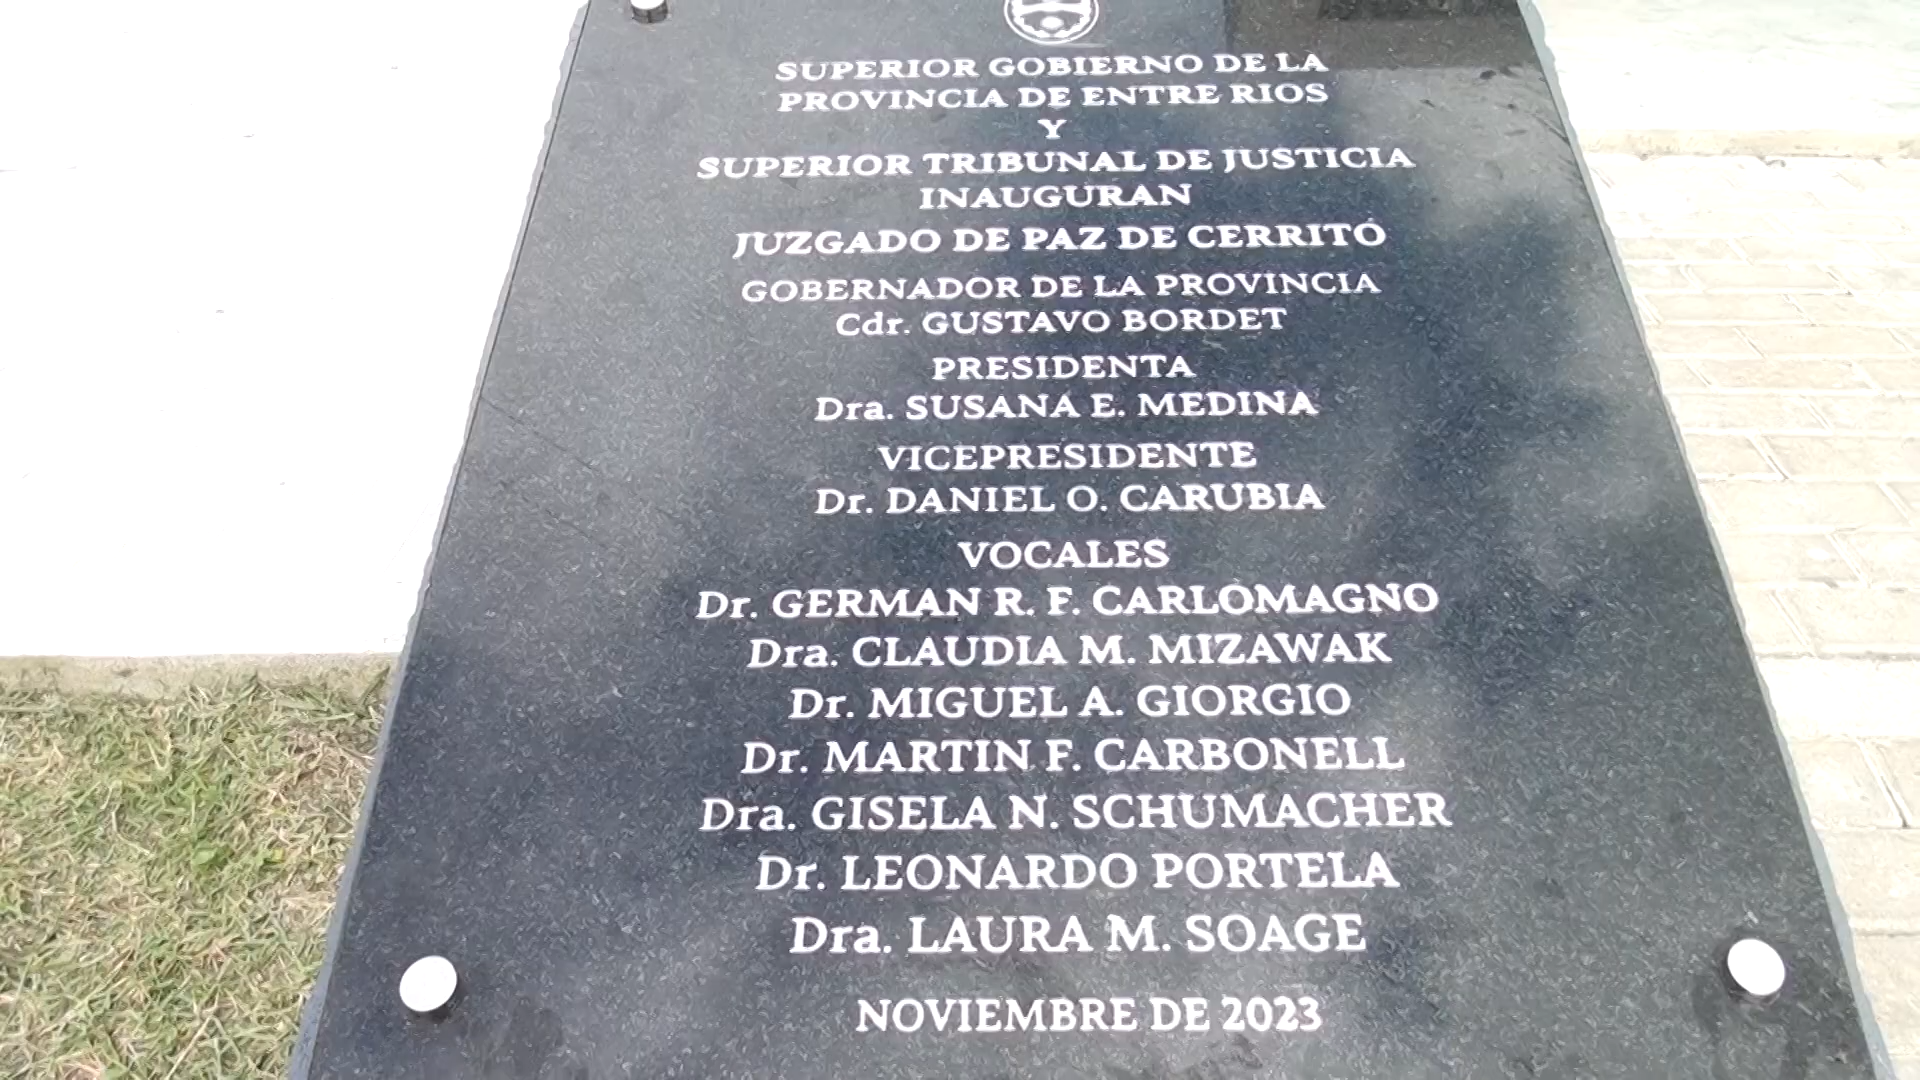 SUPERIOR GOBIERNO DE LA
PROVINCIA DE ENTRE RIOS
Y
SUPERIOR TRIBUNAL DE JUSTICIA
INAUGURAN
JUZGADO DE PAZ DE CERRITO
GOBERNADOR DE LA PROVINCIA
Cdr. GUSTAVO BORDET
PRESIDENTA
Dra. SUSANA E. MEDINA
VICEPRESIDENTE
Dr. DANIEL O. CARUBIA
VOCALES
Dr. GERMAN R. F. CARLOMAGNO
Dra. CLAUDIA M. MIZAWAK
Dr. MIGUEL A. GIORGIO
Dr. MARTIN F. CARBONELL
Dra. GISELA N. SCHUMACHER
Dr. LEONARDO PORTELA
Dra. LAURA M. SOAGE
NOVIEMBRE DE 2023